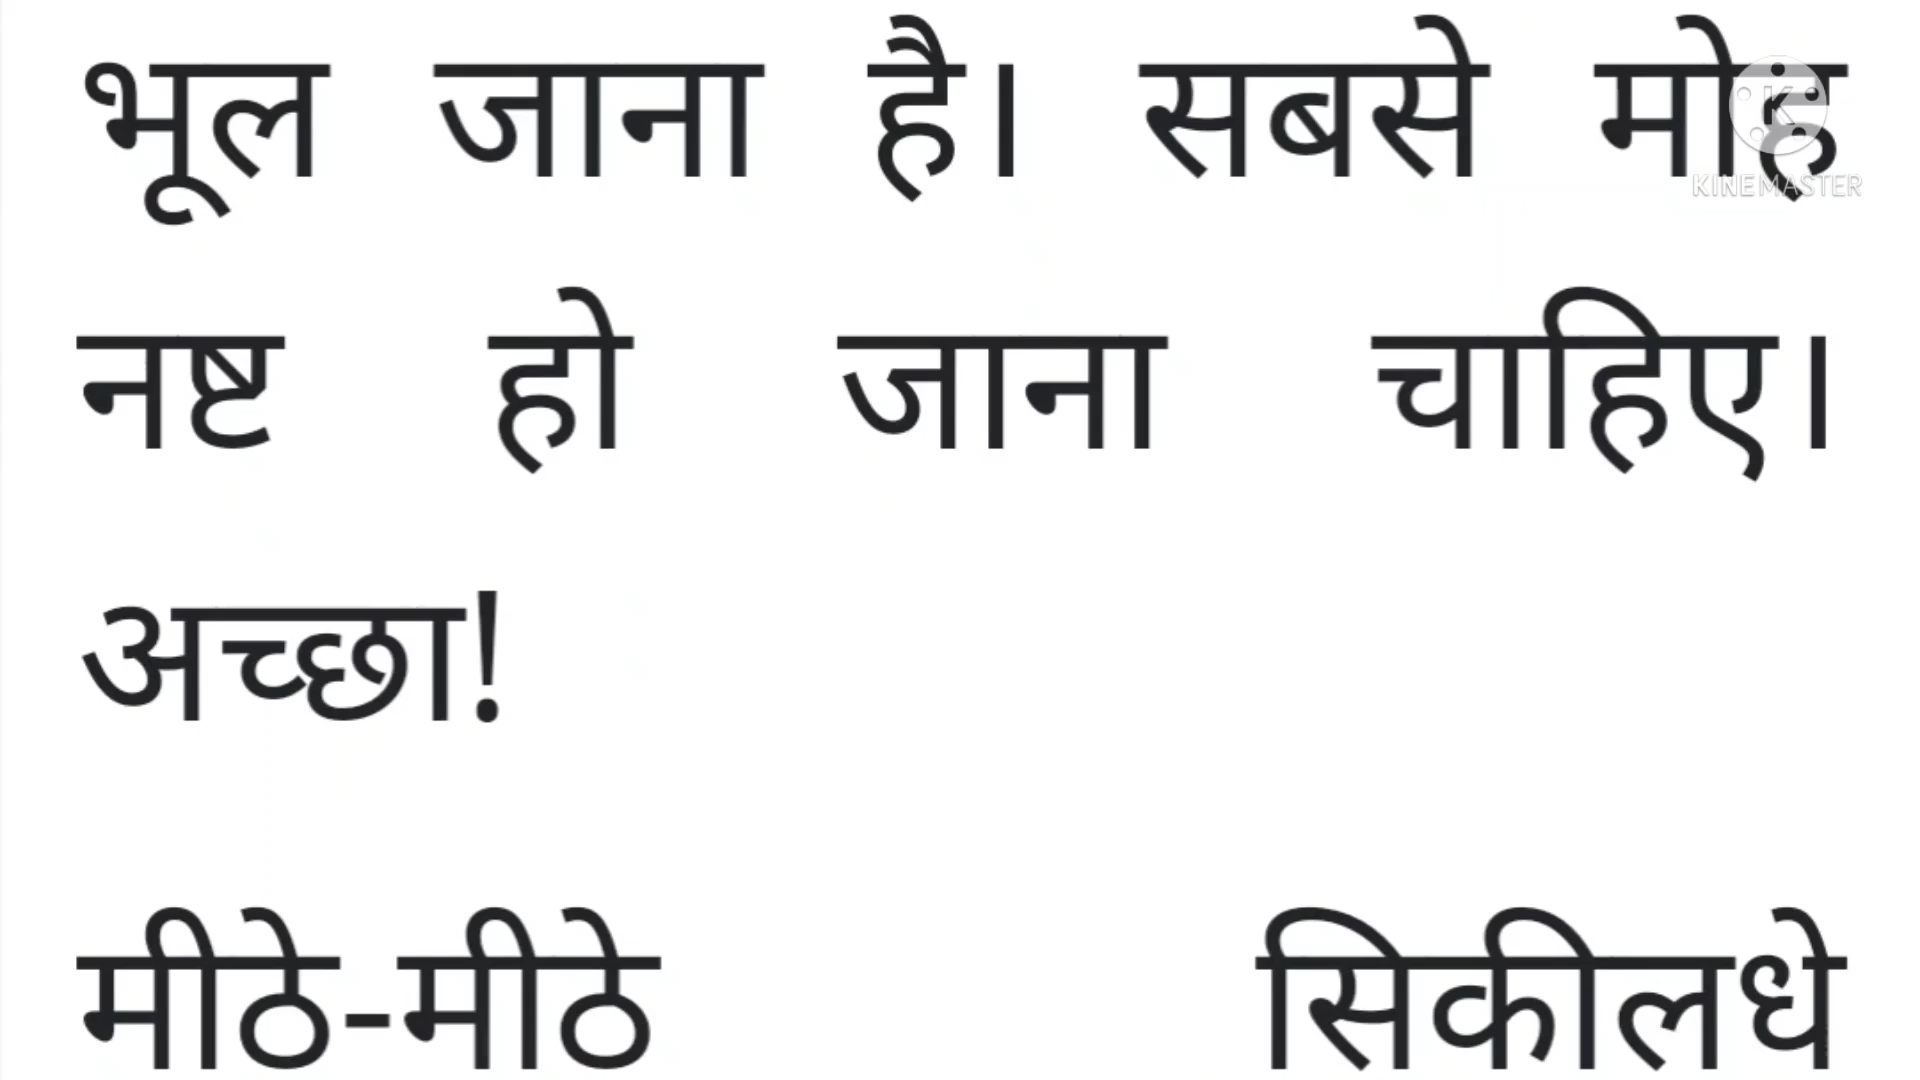 भूल जाना है। सबसे मोह
KINEMASTER
नष्ट हो जाना चाहिए।
अच्छा!
मीठे-मीठे सिकीलधे